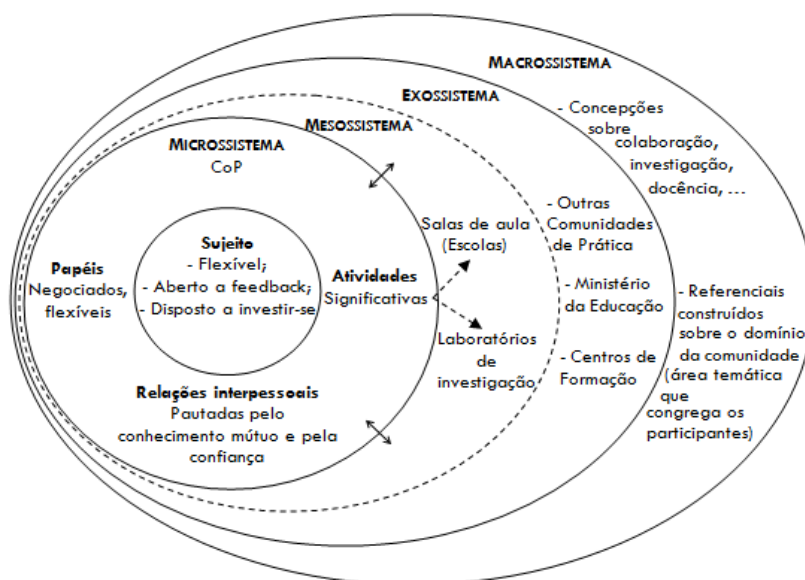 MACROSSISTEMA
- Concepções
sobre
colaboração,
investigação,
docência, ...
- Referenciais
construídos
sobre o domínio
da comunidade
(área temática
que
congrega os
participantes)
EXOSSISTEMA
- Outras
Comunidades
de Prática
- Ministério
da Educação
- Centros de
Formação
MESOSSISTEMA
Salas de aula
(Escolas)
Laboratórios
de
investigação
MICROSSISTEMA
CoP
Papéis
Negociados,
flexíveis
Sujeito
- Flexível;
- Aberto a feedback;
- Disposto a investir-se
Atividades
Significativas
Relações interpessoais
Pautadas pelo
conhecimento mútuo e pela
confiança